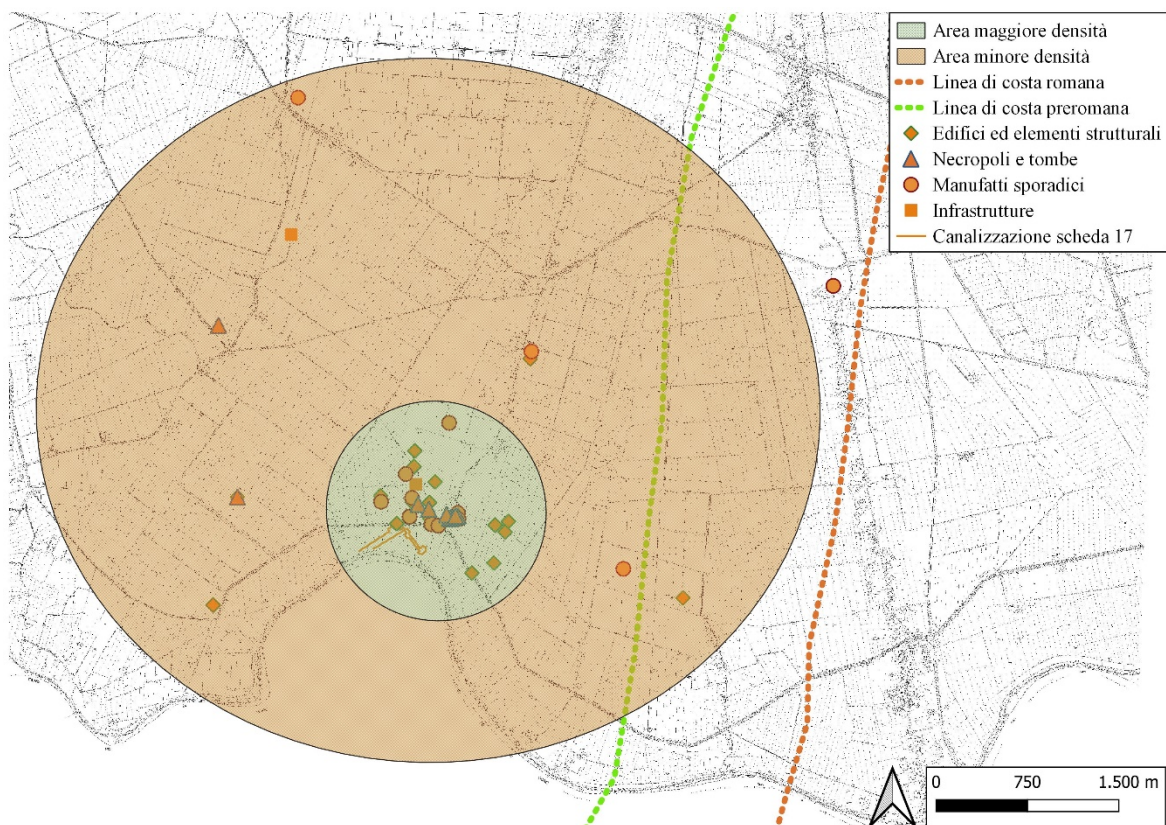 Area maggiore densità
Area minore densità
Linea di costa romana
Linea di costa preromana
Edifici ed elementi strutturali
Necropoli e tombe
Manufatti sporadici
Infrastrutture
Canalizzazione scheda 17
0 750 1.500 m